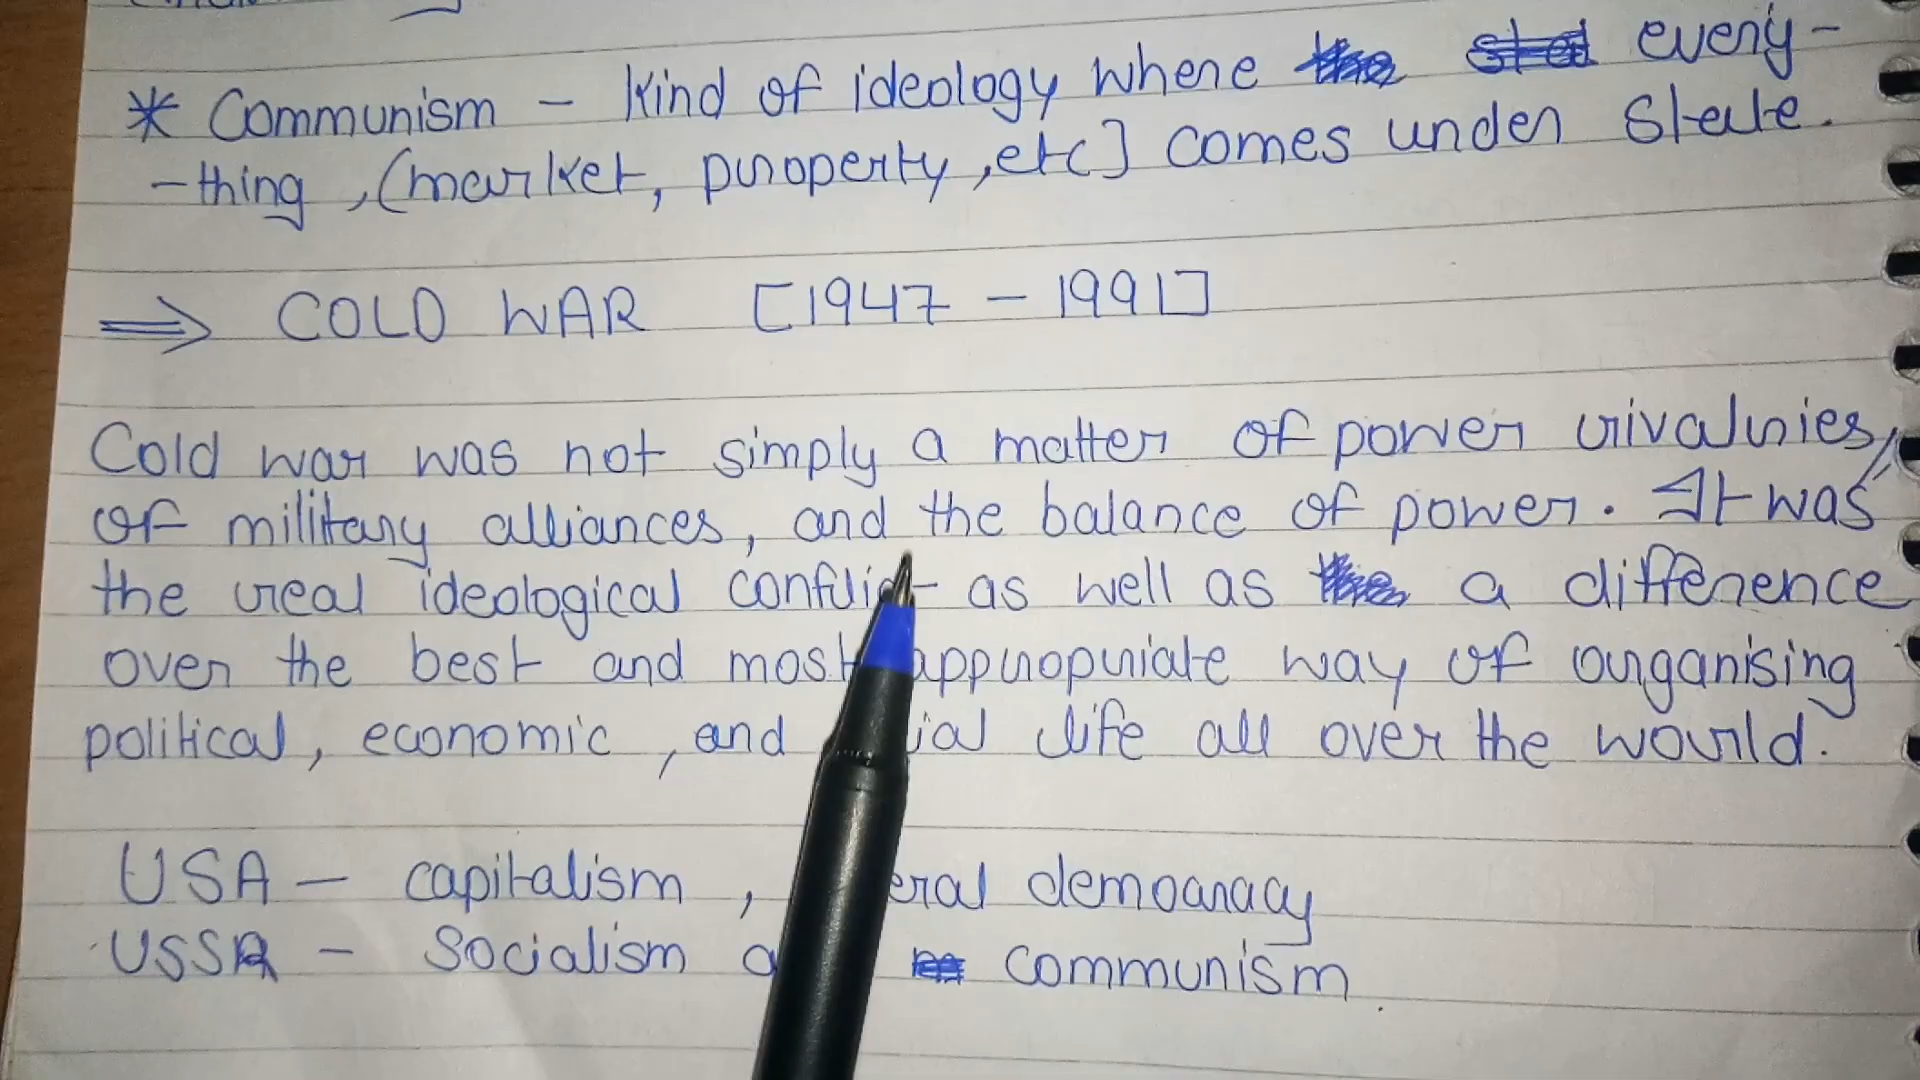 * Communism - Kind of ideology where every-
-thing, (market, property, etc] comes under State.
⇒ COLD WAR [1947 - 1991]
Cold war was not simply a matter of power rivalries,
of military alliances, and the balance of power. It was
the real ideological conflict as well as a difference
over the best and most appropriate way of organising
political, economic, and life all over the world.
USA - capitalism, democracy
USSR - Socialism communism